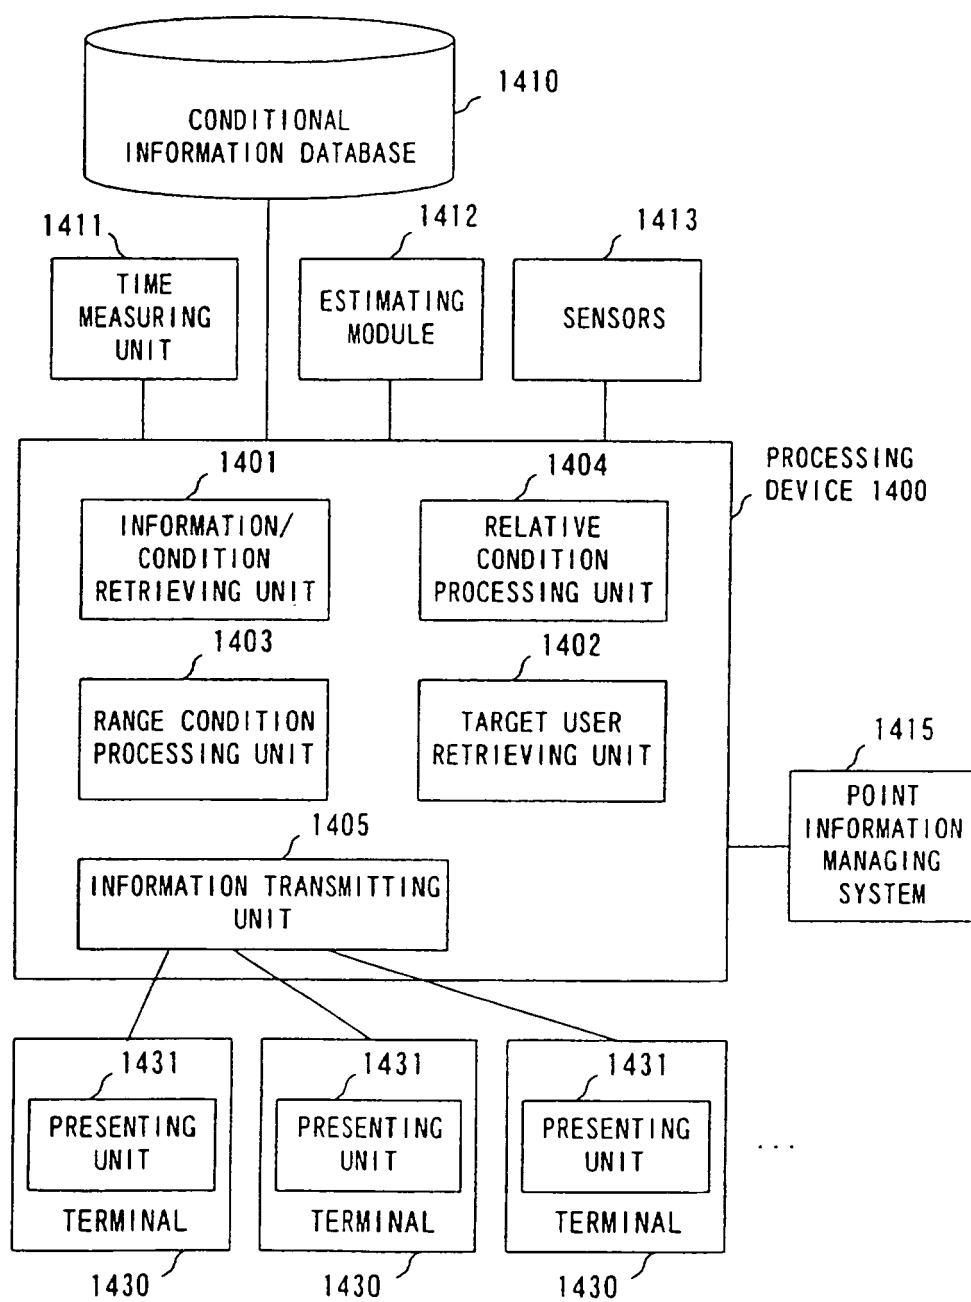 1410
CONDITIONAL
INFORMATION DATABASE
1411
1412
1413
TIME
MEASURING
UNIT
ESTIMATING
MODULE
SENSORS
PROCESSING
DEVICE 1400
1401
1404
INFORMATION/
CONDITION
RETRIEVING UNIT
RELATIVE
CONDITION
PROCESSING UNIT
1403
1402
RANGE CONDITION
PROCESSING UNIT
TARGET USER
RETRIEVING UNIT
1415
POINT
INFORMATION
MANAGING
SYSTEM
1405
INFORMATION TRANSMITTING
UNIT
1431
1431
1431
PRESENTING
UNIT
PRESENTING
UNIT
PRESENTING
UNIT
...
TERMINAL
TERMINAL
TERMINAL
1430
1430
1430